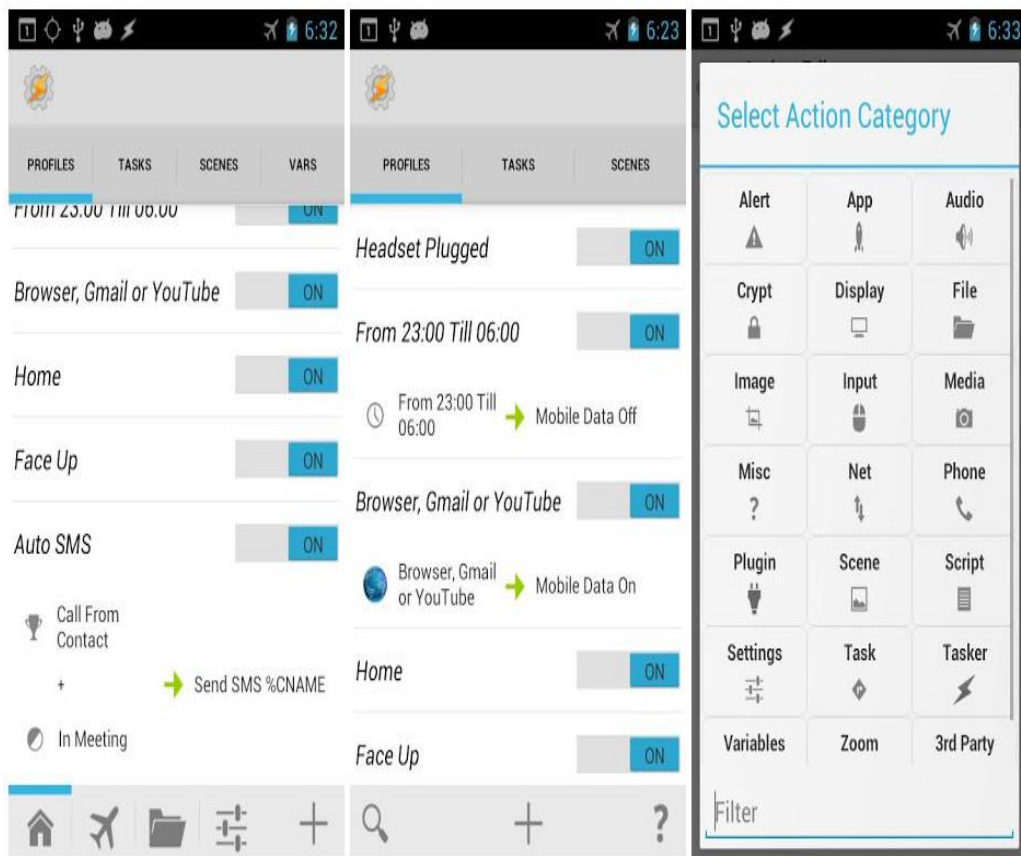 1 6:32
PROFILES TASKS SCENES VARS
From 23:00 Till 06:00 ON
Browser, Gmail or YouTube ON
Home ON
Face Up ON
Auto SMS ON
Call From
Contact
+ Send SMS %CNAME
In Meeting
1 6:23
PROFILES TASKS SCENES
Headset Plugged ON
From 23:00 Till 06:00 ON
From 23:00 Till
06:00
Mobile Data Off
Browser, Gmail or YouTube ON
Browser, Gmail
or YouTube
Mobile Data On
Home ON
Face Up ON
?
1 6:33
Select Action Category
Alert App Audio
Crypt Display File
Image Input Media
Misc Net Phone
?
Plugin Scene Script
Settings Task Tasker
Variables Zoom 3rd Party
Filter